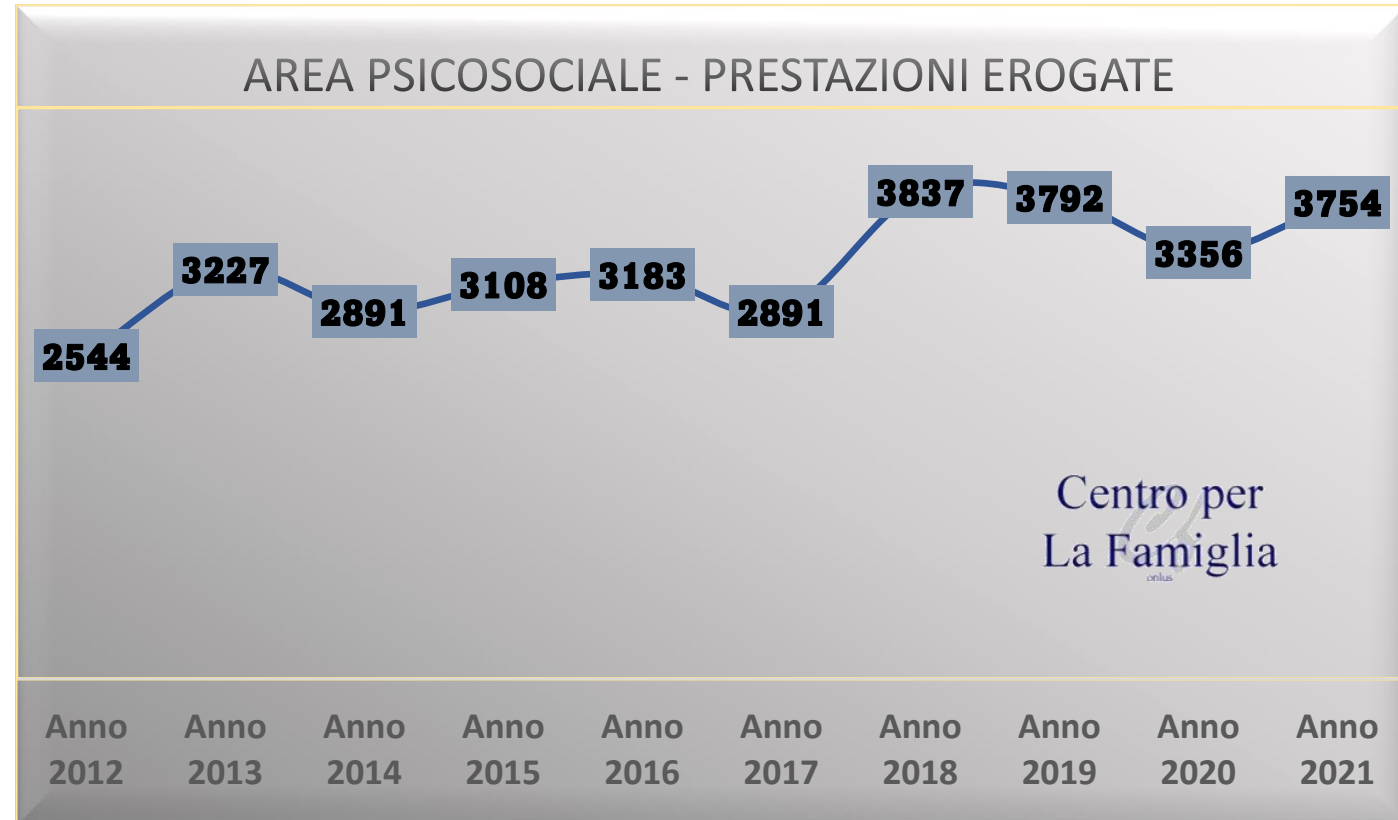 AREA PSICOSOCIALE - PRESTAZIONI EROGATE
3837
3792
3754
3227
3356
3108
3183
2891
2891
2544
Centro per
La Famiglia
onlus
Anno Anno Anno Anno Anno Anno Anno Anno Anno Anno
2012 2013 2014 2015 2016 2017 2018 2019 2020 2021